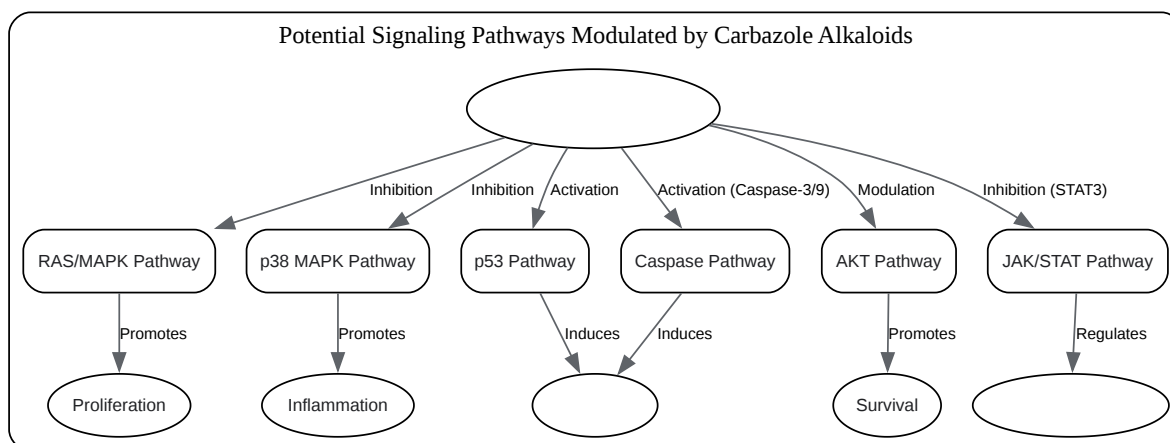 Potential Signaling Pathways Modulated by Carbazole Alkaloids
Inhibition
Inhibition
Activation
Activation (Caspase-3/9)
Modulation
Inhibition (STAT3)
RAS/MAPK Pathway
p38 MAPK Pathway
p53 Pathway
Caspase Pathway
AKT Pathway
JAK/STAT Pathway
Promotes
Promotes
Induces
Induces
Promotes
Regulates
Proliferation
Inflammation
Survival